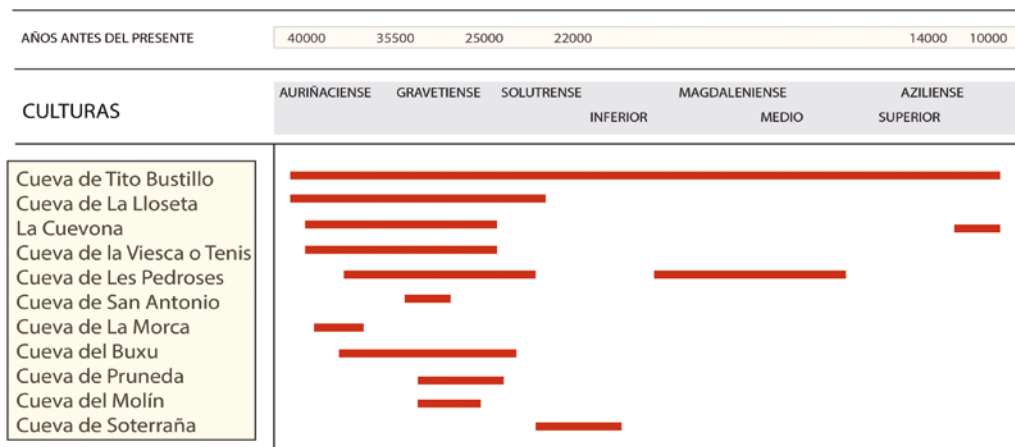 AÑOS ANTES DEL PRESENTE 40000 35500 25000 22000 14000 10000
AURIÑACIENSE GRAVETIENSE SOLUTRENSE MAGDALENIENSE AZILIENSE
CULTURAS
INFERIOR MEDIO SUPERIOR
Cueva de Tito Bustillo
Cueva de La Lloseta
La Cuevona
Cueva de la Viesca o Tenis
Cueva de Les Pedroses
Cueva de San Antonio
Cueva de La Morca
Cueva del Buxu
Cueva de Pruneda
Cueva del Molín
Cueva de Soterraña